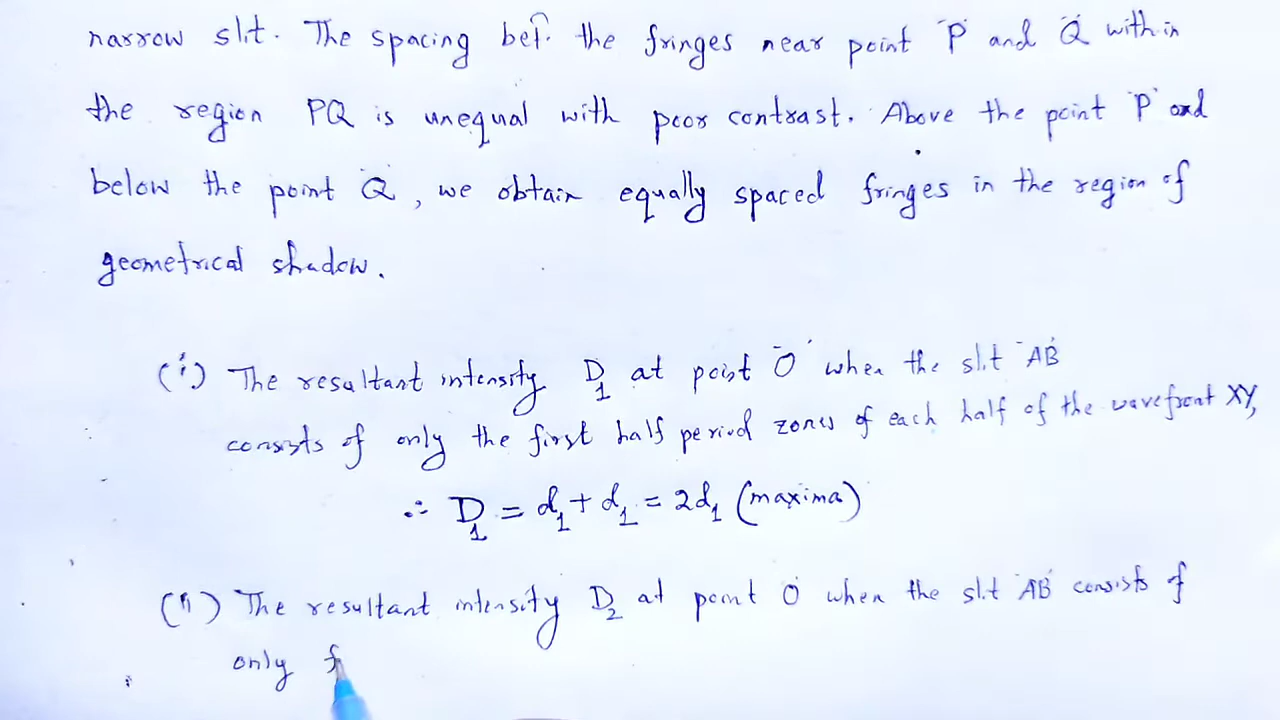 narrow slit. The spacing bet. the fringes near point 'P' and 'Q' within
the region PQ is unequal with poor contrast. Above the point 'P' and
below the point 'Q', we obtain equally spaced fringes in the region of
geometrical shadow.
(i) The resultant intensity D₁ at point 'O' when the slit 'AB'
consists of only the first half period zones of each half of the wavefront XY,
∴ D₁ = d₁ + d₁ = 2d₁ (maxima)
(ii) The resultant intensity D₂ at point 'O' when the slit 'AB' consists of
only f